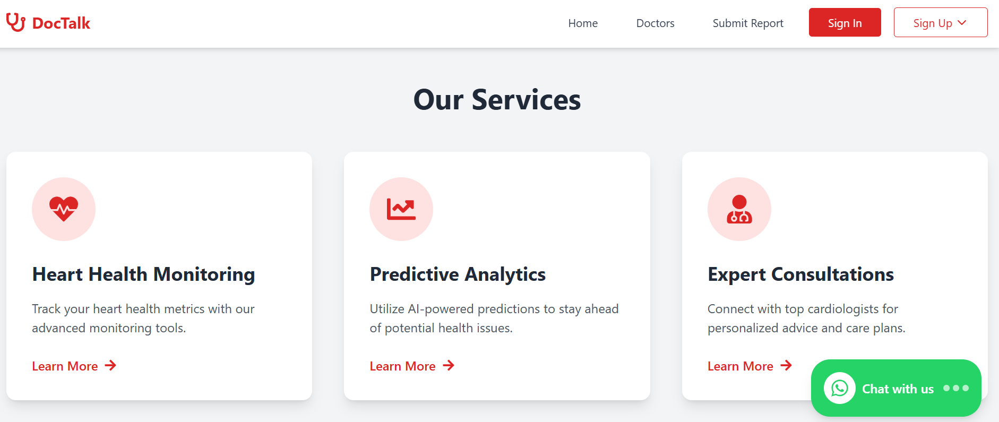 DocTalk
Home
Doctors
Submit Report
Sign In
Sign Up
Our Services
Heart Health Monitoring
Track your heart health metrics with our
advanced monitoring tools.
Learn More
Predictive Analytics
Utilize AI-powered predictions to stay ahead
of potential health issues.
Learn More
Expert Consultations
Connect with top cardiologists for
personalized advice and care plans.
Learn More
Chat with us